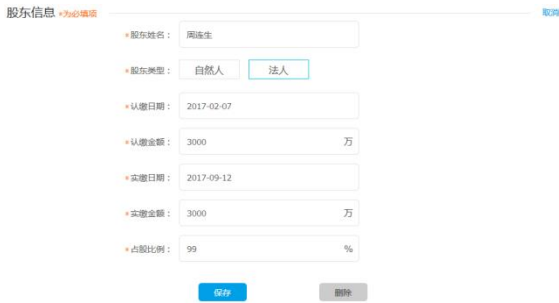 股东信息 *为必填项 取消
*股东姓名： 周连生
*股东类型： 自然人 法人
*认缴日期： 2017-02-07
*认缴金额： 3000 万
*实缴日期： 2017-09-12
*实缴金额： 3000 万
*占股比例： 99 %
保存 删除